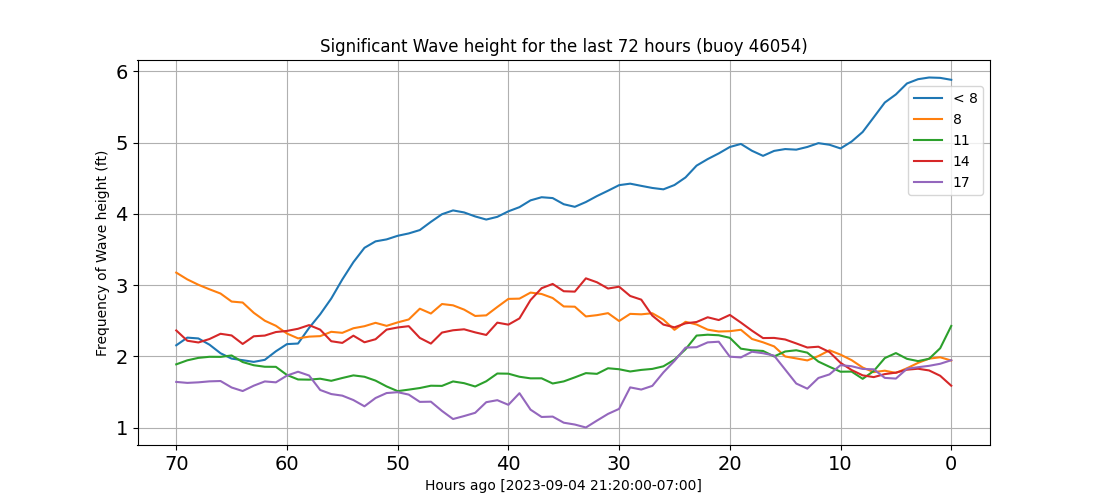 Significant Wave height for the last 72 hours (buoy 46054)
Frequency of Wave height (ft)
6
5
4
3
2
1
< 8
8
11
14
17
70 60 50 40 30 20 10 0
Hours ago [2023-09-04 21:20:00-07:00]